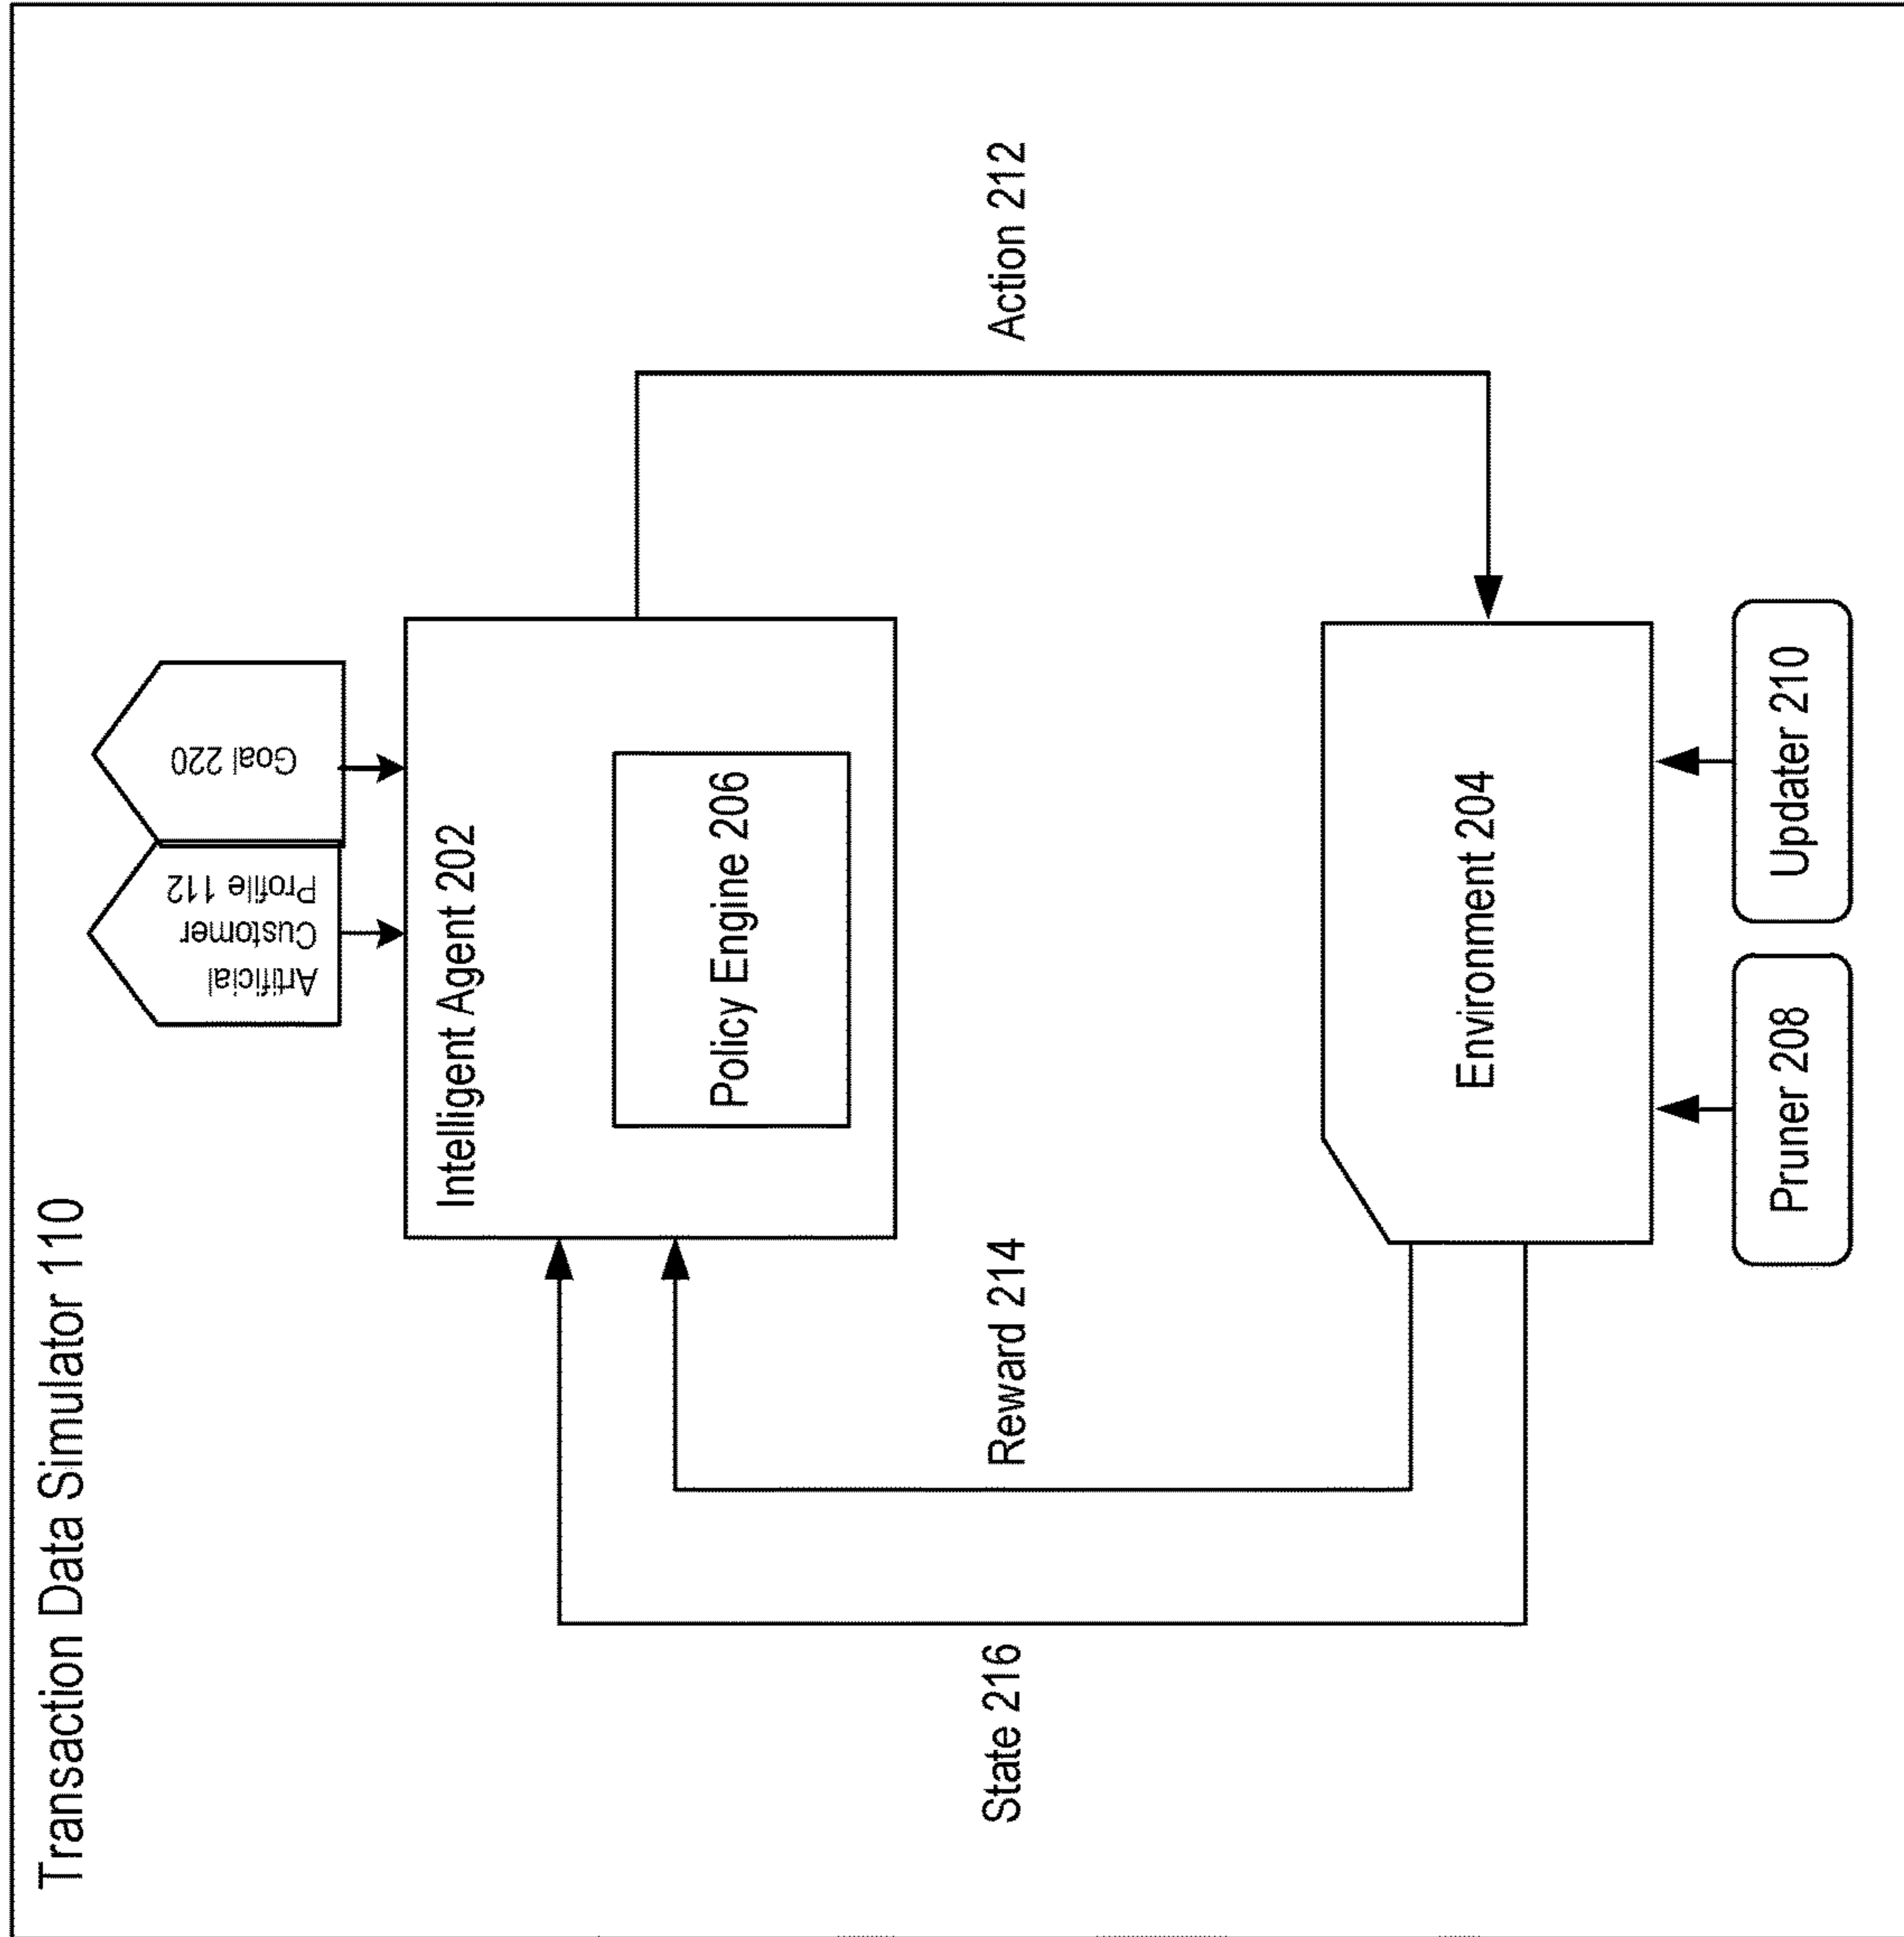 Transaction Data Simulator 110
Artificial
Customer
Profile 112
Goal 220
Intelligent Agent 202
Policy Engine 206
State 216
Reward 214
Action 212
Environment 204
Pruner 208
Updater 210